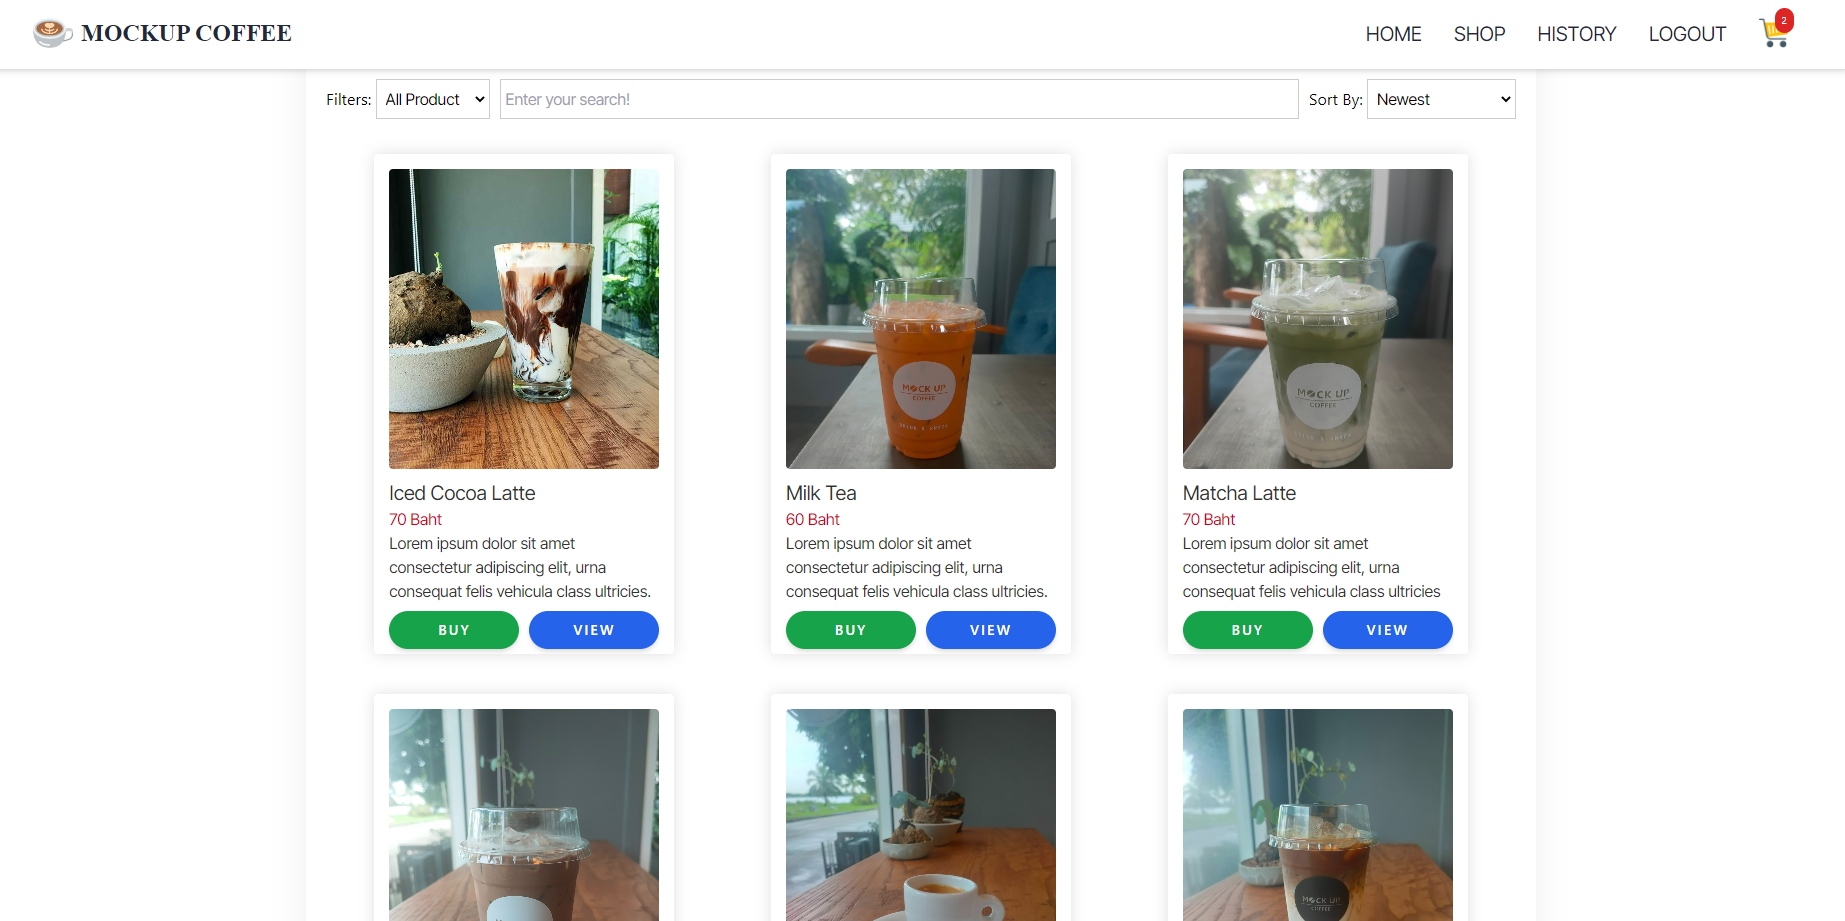 MOCKUP COFFEE
HOME SHOP HISTORY LOGOUT 2
Filters: All Product Enter your search! Sort By: Newest
MOCK UP
COFFEE
MOCK UP
COFFEE
Iced Cocoa Latte
70 Baht
Lorem ipsum dolor sit amet
consectetur adipiscing elit, urna
consequat felis vehicula class ultricies.
BUY VIEW
Milk Tea
60 Baht
Lorem ipsum dolor sit amet
consectetur adipiscing elit, urna
consequat felis vehicula class ultricies.
BUY VIEW
Matcha Latte
70 Baht
Lorem ipsum dolor sit amet
consectetur adipiscing elit, urna
consequat felis vehicula class ultricies
BUY VIEW
MOCK UP
COFFEE